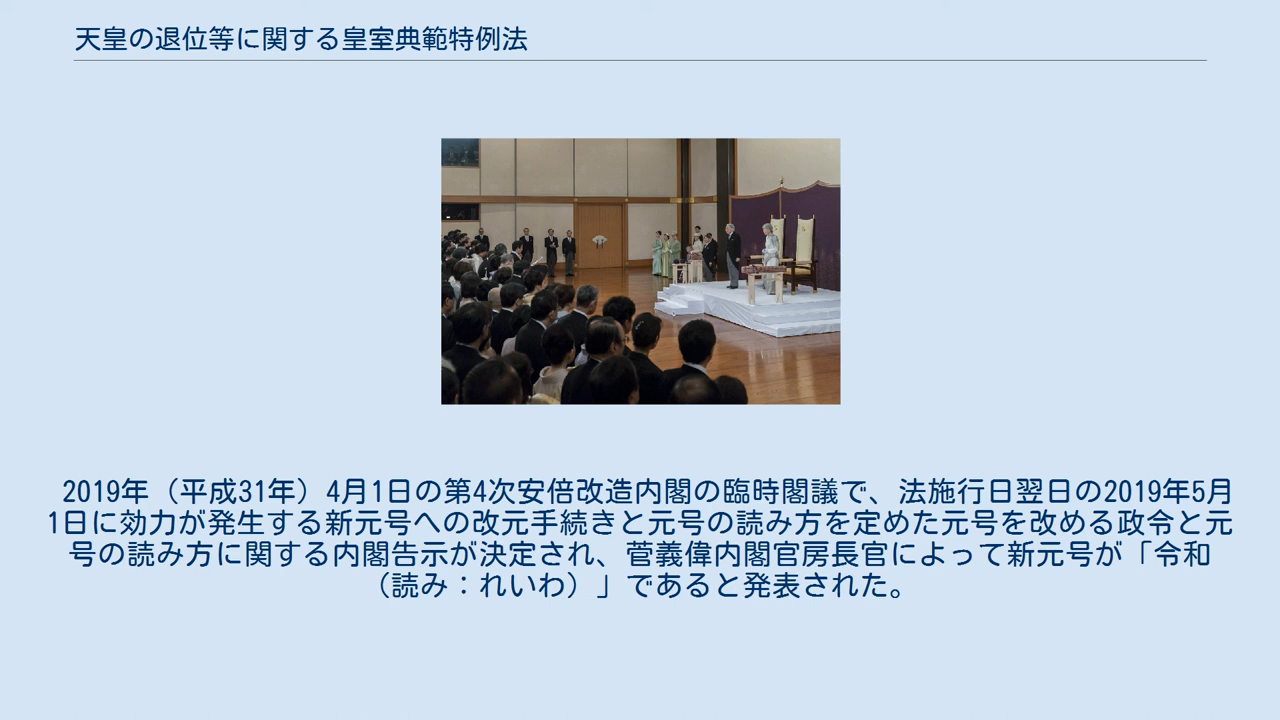 天皇の退位等に関する皇室典範特例法
2019年（平成31年）4月1日の第4次安倍改造内閣の臨時閣議で、法施行日翌日の2019年5月
1日に効力が発生する新元号への改元手続きと元号の読み方を定めた元号を改める政令と元
号の読み方に関する内閣告示が決定され、菅義偉内閣官房長官によって新元号が「令和
（読み：れいわ）」であると発表された。